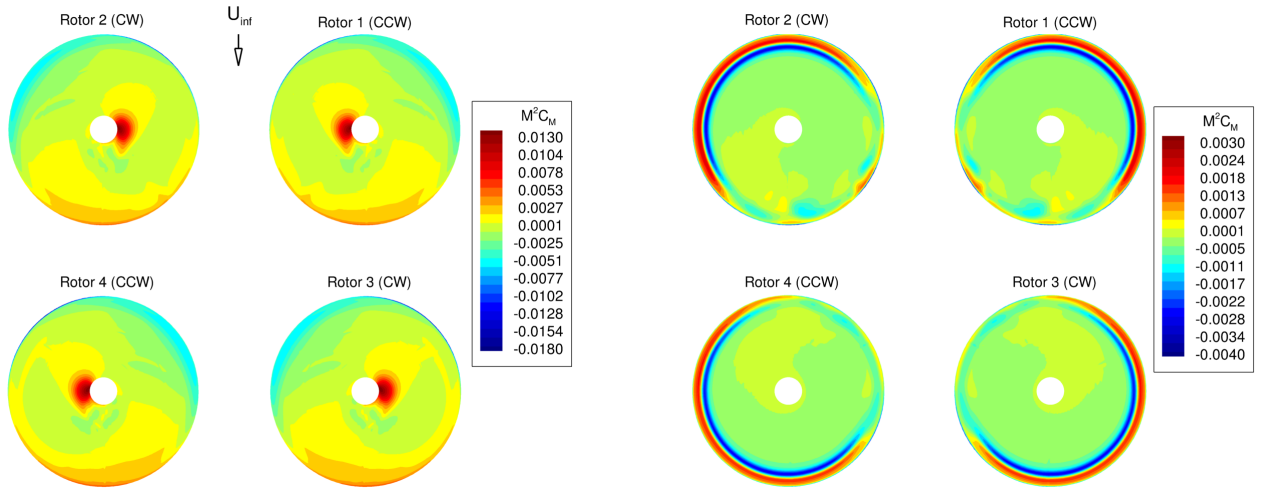 Rotor 2 (CW)
U_inf
Rotor 1 (CCW)
M²C_M
0.0130
0.0104
0.0078
0.0053
0.0027
0.0001
-0.0025
-0.0051
-0.0077
-0.0102
-0.0128
-0.0154
-0.0180
Rotor 4 (CCW)
Rotor 3 (CW)
Rotor 2 (CW)
Rotor 1 (CCW)
M²C_M
0.0030
0.0024
0.0018
0.0013
0.0007
0.0001
-0.0005
-0.0011
-0.0017
-0.0022
-0.0028
-0.0034
-0.0040
Rotor 4 (CCW)
Rotor 3 (CW)